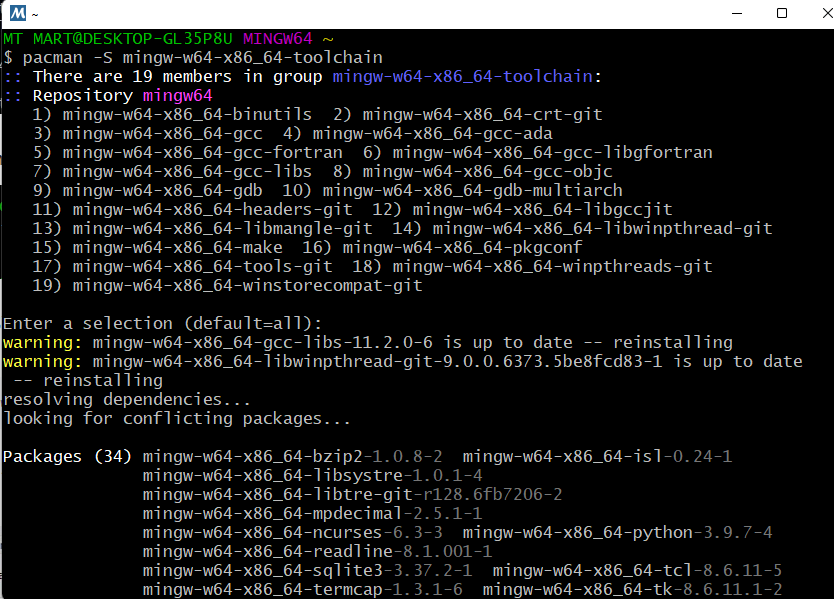 ~
MT MART@DESKTOP-GL35P8U MINGW64 ~
$ pacman -S mingw-w64-x86_64-toolchain
:: There are 19 members in group mingw-w64-x86_64-toolchain:
:: Repository mingw64
   1) mingw-w64-x86_64-binutils  2) mingw-w64-x86_64-crt-git
   3) mingw-w64-x86_64-gcc  4) mingw-w64-x86_64-gcc-ada
   5) mingw-w64-x86_64-gcc-fortran  6) mingw-w64-x86_64-gcc-libgfortran
   7) mingw-w64-x86_64-gcc-libs  8) mingw-w64-x86_64-gcc-objc
   9) mingw-w64-x86_64-gdb  10) mingw-w64-x86_64-gdb-multiarch
   11) mingw-w64-x86_64-headers-git  12) mingw-w64-x86_64-libgccjit
   13) mingw-w64-x86_64-libmangle-git  14) mingw-w64-x86_64-libwinpthread-git
   15) mingw-w64-x86_64-make  16) mingw-w64-x86_64-pkgconf
   17) mingw-w64-x86_64-tools-git  18) mingw-w64-x86_64-winpthreads-git
   19) mingw-w64-x86_64-winstorecompat-git

Enter a selection (default=all):
warning: mingw-w64-x86_64-gcc-libs-11.2.0-6 is up to date -- reinstalling
warning: mingw-w64-x86_64-libwinpthread-git-9.0.0.6373.5be8fcd83-1 is up to date
 -- reinstalling
resolving dependencies...
looking for conflicting packages...

Packages (34) mingw-w64-x86_64-bzip2-1.0.8-2  mingw-w64-x86_64-isl-0.24-1
              mingw-w64-x86_64-libsystre-1.0.1-4
              mingw-w64-x86_64-libtre-git-r128.6fb7206-2
              mingw-w64-x86_64-mpdecimal-2.5.1-1
              mingw-w64-x86_64-ncurses-6.3-3  mingw-w64-x86_64-python-3.9.7-4
              mingw-w64-x86_64-readline-8.1.001-1
              mingw-w64-x86_64-sqlite3-3.37.2-1  mingw-w64-x86_64-tcl-8.6.11-5
              mingw-w64-x86_64-termcap-1.3.1-6  mingw-w64-x86_64-tk-8.6.11.1-2